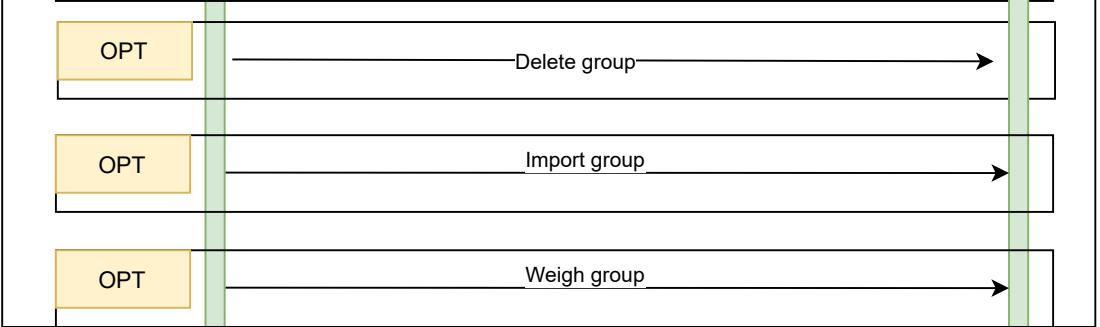 OPT
Delete group
OPT
Import group
OPT
Weigh group